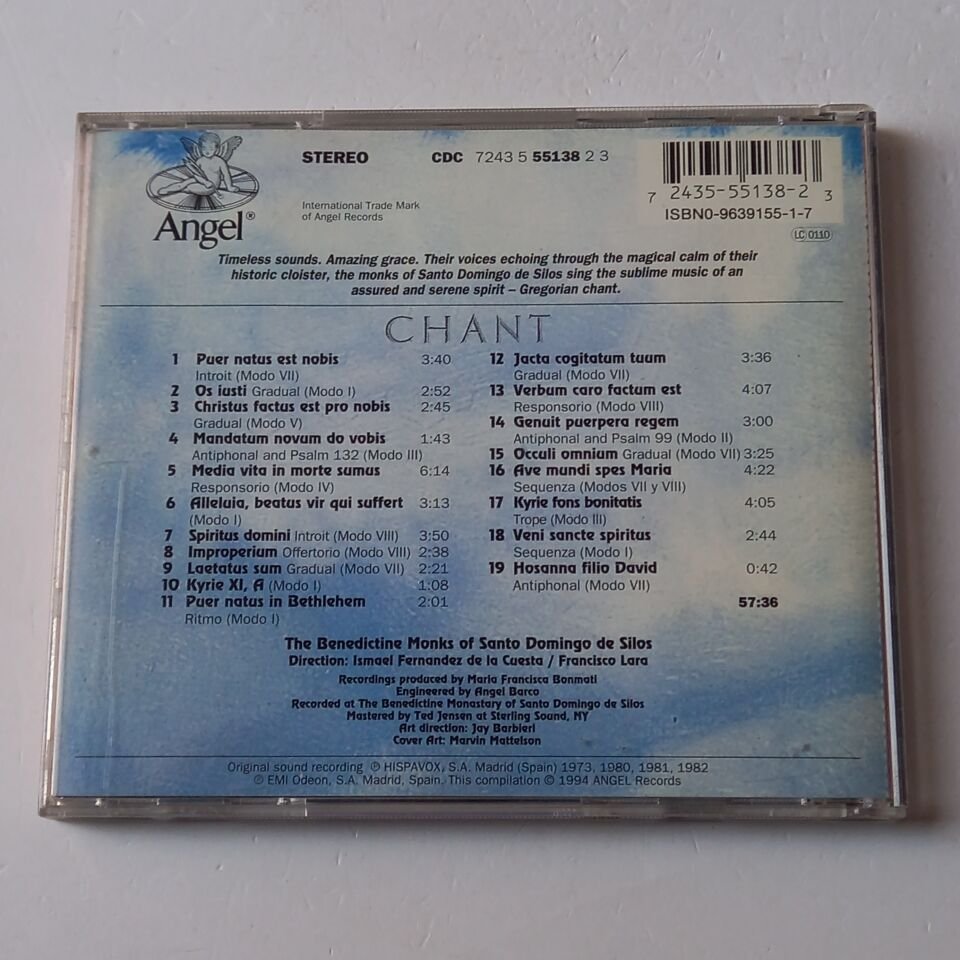 Angel®
STEREO CDC 7243 5 55138 2 3
International Trade Mark
of Angel Records
7 2435-55138-2 3
ISBN0-9639155-1-7
LC 0110
Timeless sounds. Amazing grace. Their voices echoing through the magical calm of their
historic cloister, the monks of Santo Domingo de Silos sing the sublime music of an
assured and serene spirit – Gregorian chant.
CHANT
1 Puer natus est nobis 3:40
Introit (Modo VII)
2 Os iusti Gradual (Modo I) 2:52
3 Christus factus est pro nobis 2:45
Gradual (Modo V)
4 Mandatum novum do vobis 1:43
Antiphonal and Psalm 132 (Modo III)
5 Media vita in morte sumus 6:14
Responsorio (Modo IV)
6 Alleluia, beatus vir qui suffert 3:13
(Modo I)
7 Spiritus domini Introit (Modo VIII) 3:50
8 Improperium Offertorio (Modo VIII) 2:38
9 Laetatus sum Gradual (Modo VII) 2:21
10 Kyrie XI, A (Modo I) 1:08
11 Puer natus in Bethlehem 2:01
Ritmo (Modo I)
12 Jacta cogitatum tuum 3:36
Gradual (Modo VII)
13 Verbum caro factum est 4:07
Responsorio (Modo VIII)
14 Genuit puerpera regem 3:00
Antiphonal and Psalm 99 (Modo II)
15 Occuli omnium Gradual (Modo VII) 3:25
16 Ave mundi spes Maria 4:22
Sequenza (Modos VII y VIII)
17 Kyrie fons bonitatis 4:05
Trope (Modo III)
18 Veni sancte spiritus 2:44
Sequenza (Modo I)
19 Hosanna filio David 0:42
Antiphonal (Modo VII)
57:36
The Benedictine Monks of Santo Domingo de Silos
Direction: Ismael Fernandez de la Cuesta / Francisco Lara
Recordings produced by Maria Francisca Bonmati
Engineered by Angel Barco
Recorded at The Benedictine Monastary of Santo Domingo de Silos
Mastered by Ted Jensen at Sterling Sound, NY
Art direction: Jay Barbieri
Cover Art: Marvin Mattelson
Original sound recording ℗ HISPAVOX, S.A. Madrid (Spain) 1973, 1980, 1981, 1982
℗ EMI Odeon, S.A. Madrid, Spain. This compilation © 1994 ANGEL Records